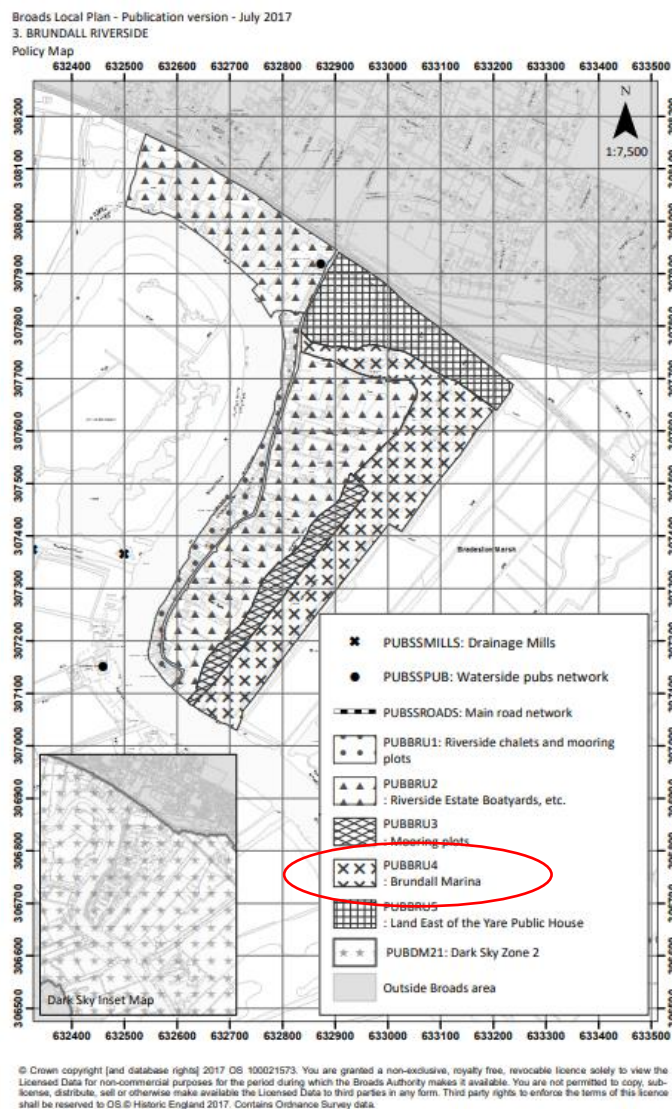 Broads Local Plan - Publication version - July 2017
3. BRUNDALL RIVERSIDE
Policy Map
632400 632500 632600 632700 632800 632900 633000 633100 633200 633300 633400 633500
N
1:7,500
308200
308100
308000
307900
307800
307700
307600
307500
307400
307300
307200
307100
307000
306900
306800
306700
306600
306500
Bradeston Marsh
PUBSSMILLS: Drainage Mills
PUBSSPUB: Waterside pubs network
PUBSSROADS: Main road network
PUBBRU1: Riverside chalets and mooring
plots
PUBBRU2
: Riverside Estate Boatyards, etc.
PUBBRU3
: Mooring plots
PUBBRU4
: Brundall Marina
PUBBRU5
: Land East of the Yare Public House
PUBDM21: Dark Sky Zone 2
Outside Broads area
Dark Sky Inset Map
632400 632500 632600 632700 632800 632900 633000 633100 633200 633300 633400 633500
© Crown copyright [and database rights] 2017 OS 100021573. You are granted a non-exclusive, royalty free, revocable licence solely to view the
Licensed Data for non-commercial purposes for the period during which the Broads Authority makes it available. You are not permitted to copy, sub-
license, distribute, sell or otherwise make available the Licensed Data to third parties in any form. Third party rights to enforce the terms of this licence
shall be reserved to OS.© Historic England 2017. Contains Ordnance Survey data.